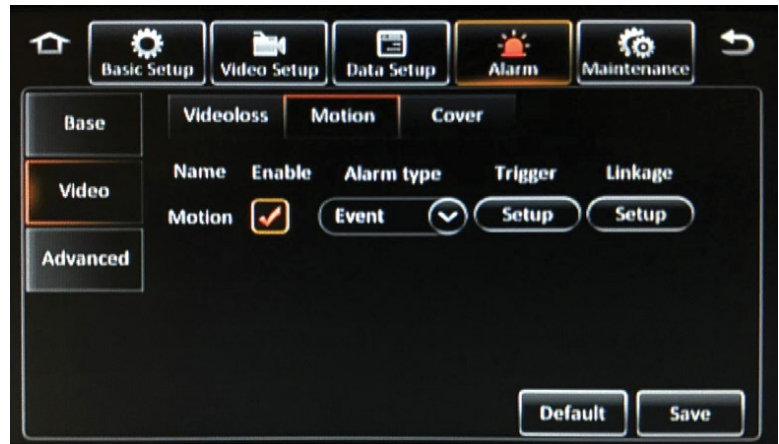 Basic Setup Video Setup Data Setup Alarm Maintenance
Base Videoloss Motion Cover
Name Enable Alarm type Trigger Linkage
Video
Motion Event Setup Setup
Advanced
Default Save